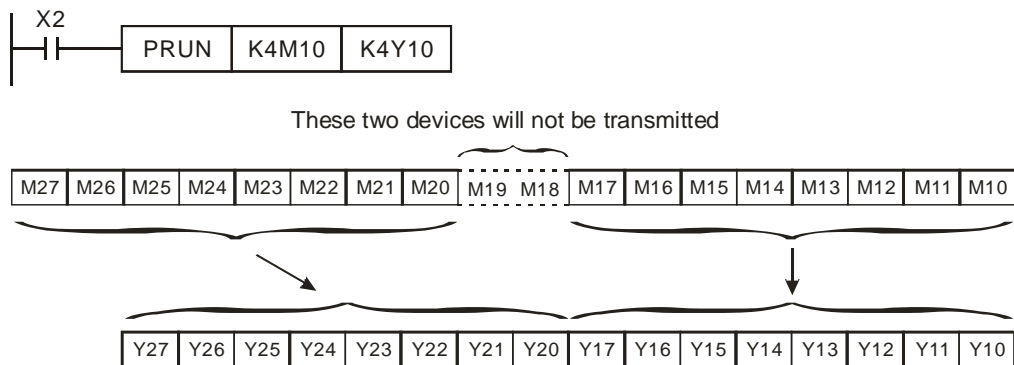 X2
PRUN K4M10 K4Y10
These two devices will not be transmitted
M27 M26 M25 M24 M23 M22 M21 M20 M19 M18 M17 M16 M15 M14 M13 M12 M11 M10
Y27 Y26 Y25 Y24 Y23 Y22 Y21 Y20 Y17 Y16 Y15 Y14 Y13 Y12 Y11 Y10